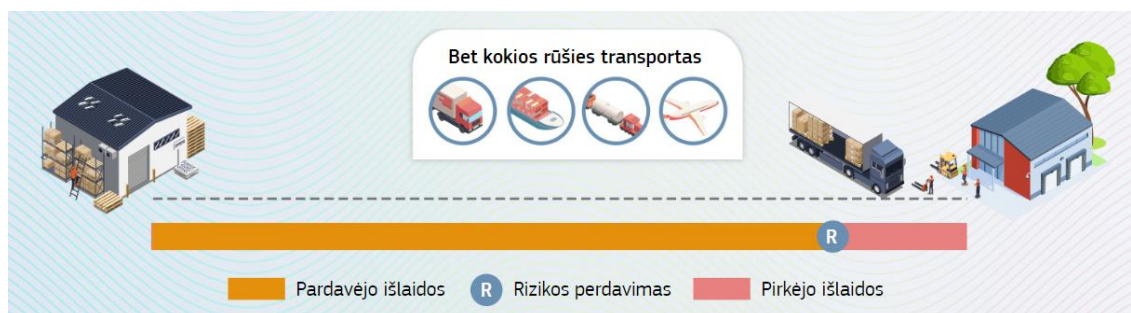 Bet kokios rūšies transportas
R
Pardavėjo išlaidos
R
Rizikos perdavimas
Pirkėjo išlaidos